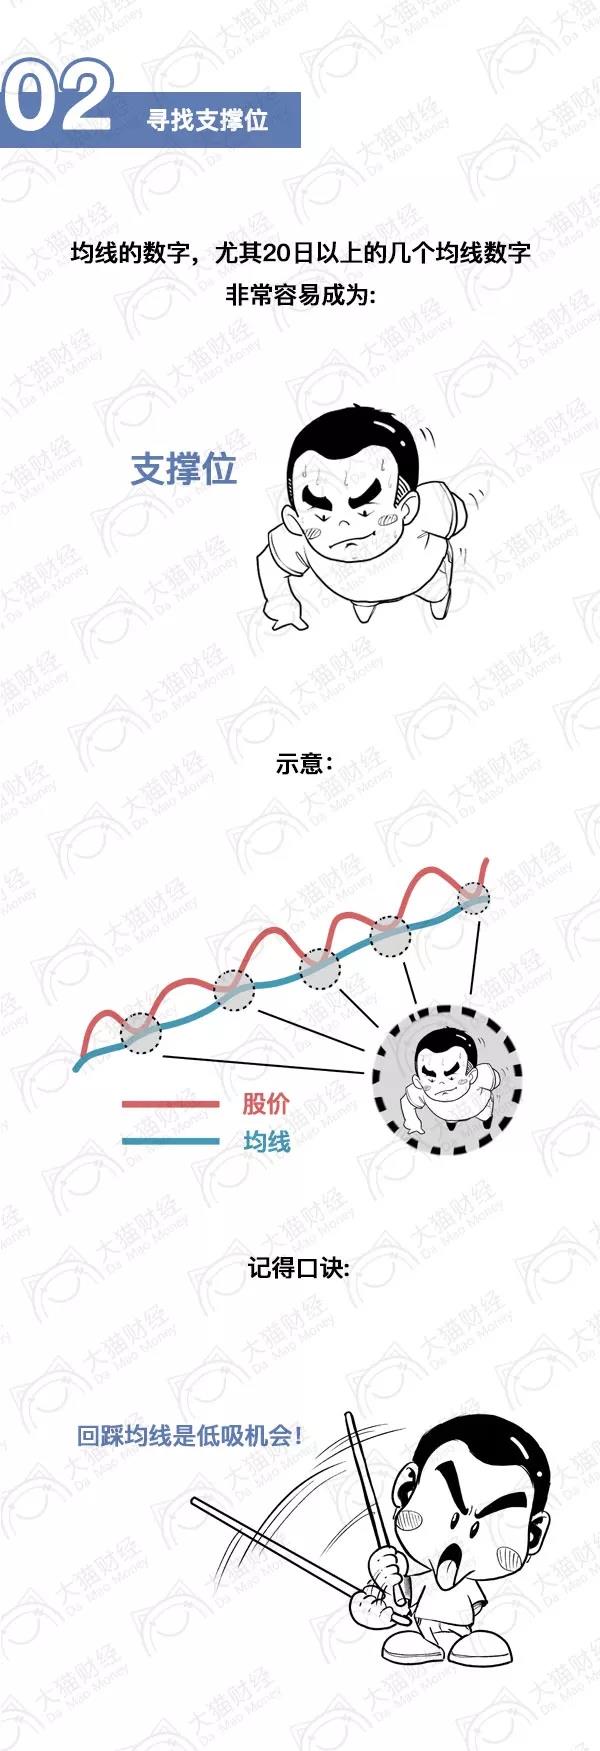 02
寻找支撑位
均线的数字，尤其20日以上的几个均线数字
非常容易成为:
支撑位
示意：
股价
均线
记得口诀:
回踩均线是低吸机会！
大猫财经
Da Mao Money